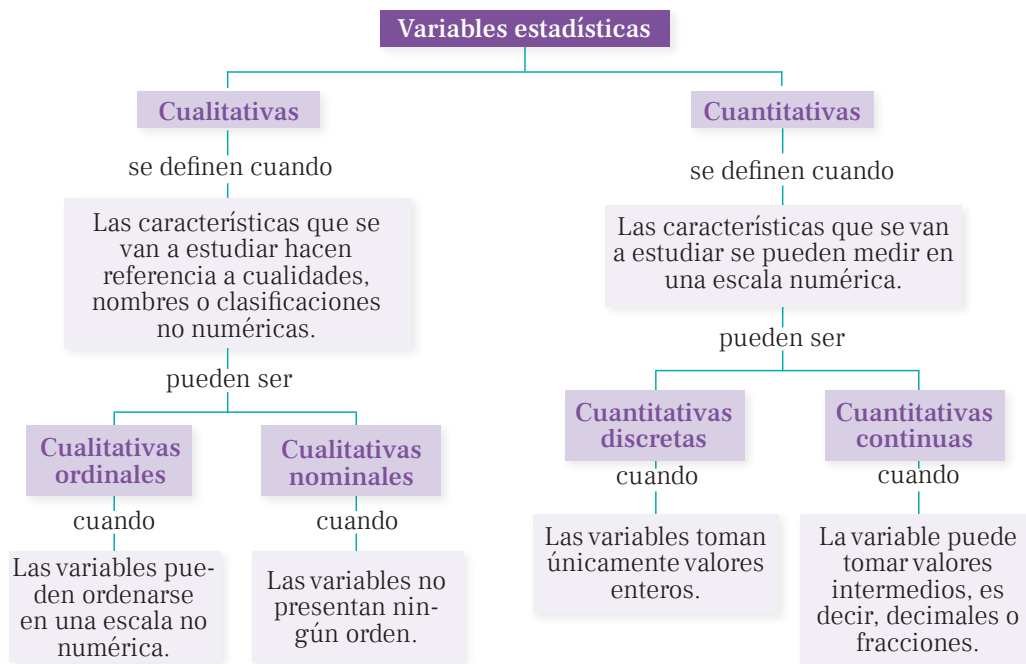 Variables estadísticas
Cualitativas
se definen cuando
Las características que se
van a estudiar hacen
referencia a cualidades,
nombres o clasificaciones
no numéricas.
pueden ser
Cualitativas
ordinales
cuando
Las variables pue-
den ordenarse
en una escala no
numérica.
Cualitativas
nominales
cuando
Las variables no
presentan nin-
gún orden.
Cuantitativas
se definen cuando
Las características que se van
a estudiar se pueden medir en
una escala numérica.
pueden ser
Cuantitativas
discretas
cuando
Las variables toman
únicamente valores
enteros.
Cuantitativas
continuas
cuando
La variable puede
tomar valores
intermedios, es
decir, decimales o
fracciones.